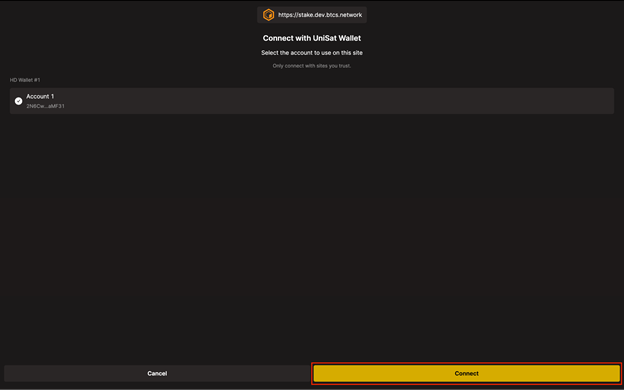 https://stake.dev.btcs.network
Connect with UniSat Wallet
Select the account to use on this site
Only connect with sites you trust.
HD Wallet #1
Account 1
2N6Cw...aMF31
Cancel
Connect